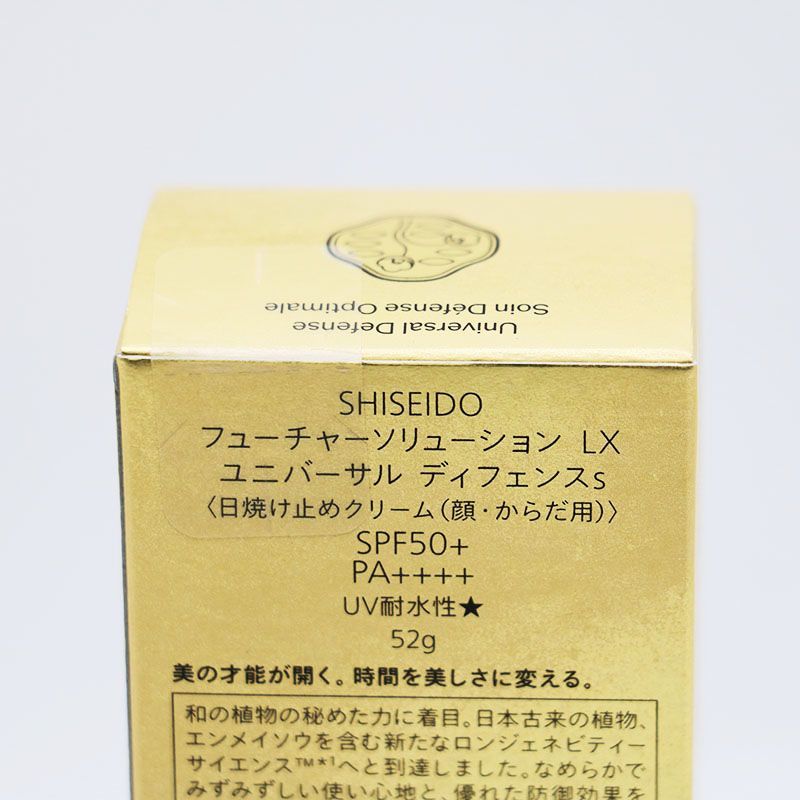 Universal Defense
Soin Défense Optimale
SHISEIDO
フューチャーソリューション LX
ユニバーサル ディフェンスs
〈日焼け止めクリーム（顔・からだ用）〉
SPF50+
PA++++
UV耐水性★
52g
美の才能が開く。時間を美しさに変える。
和の植物の秘めた力に着目。日本古来の植物、
エンメイソウを含む新たなロンジェネビティー
サイエンス™*1へと到達しました。なめらかで
みずみずしい使い心地と、優れた防御効果を